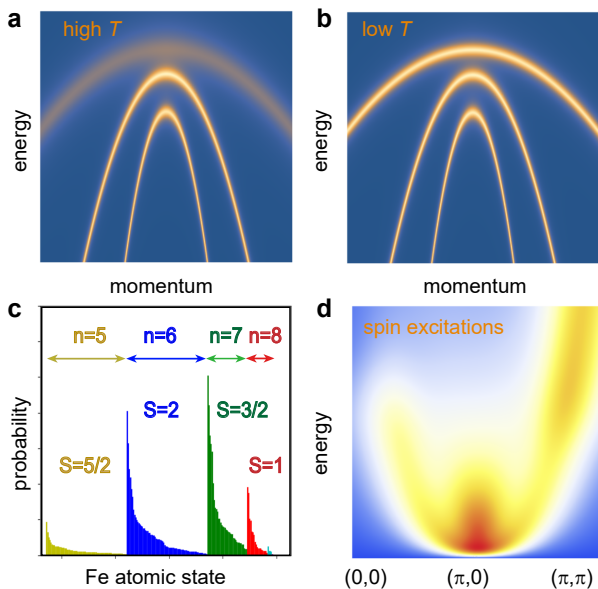 a
high T
energy
b
low T
energy
momentum
momentum
c
n=5
n=6
n=7
n=8
S=2
S=3/2
S=5/2
S=1
probability
Fe atomic state
d
spin excitations
energy
(0,0)
(π,0)
(π,π)